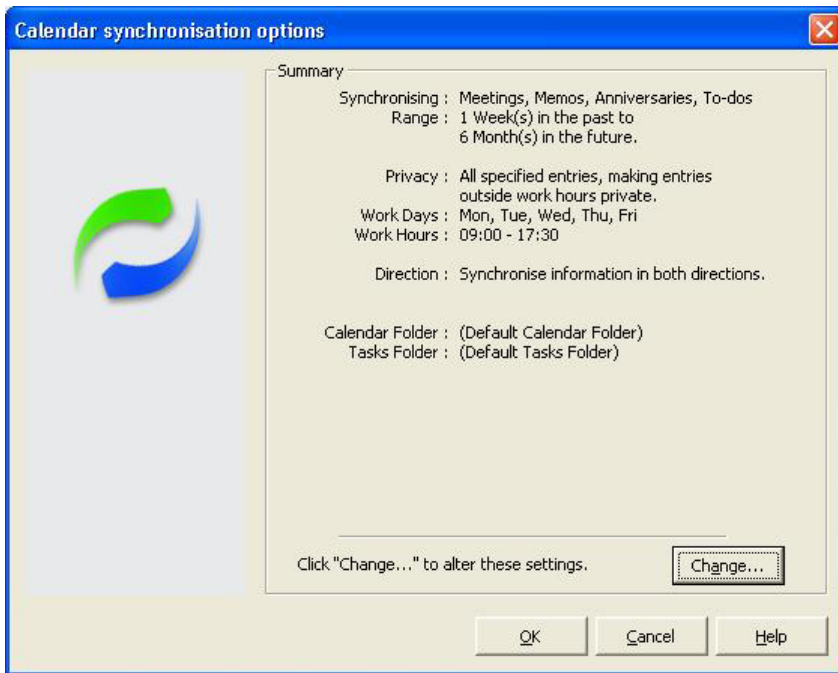 Calendar synchronisation options
Summary
Synchronising : Meetings, Memos, Anniversaries, To-dos
Range : 1 Week(s) in the past to
6 Month(s) in the future.
Privacy : All specified entries, making entries
outside work hours private.
Work Days : Mon, Tue, Wed, Thu, Fri
Work Hours : 09:00 - 17:30
Direction : Synchronise information in both directions.
Calendar Folder : (Default Calendar Folder)
Tasks Folder : (Default Tasks Folder)
Click "Change..." to alter these settings. Change...
OK Cancel Help